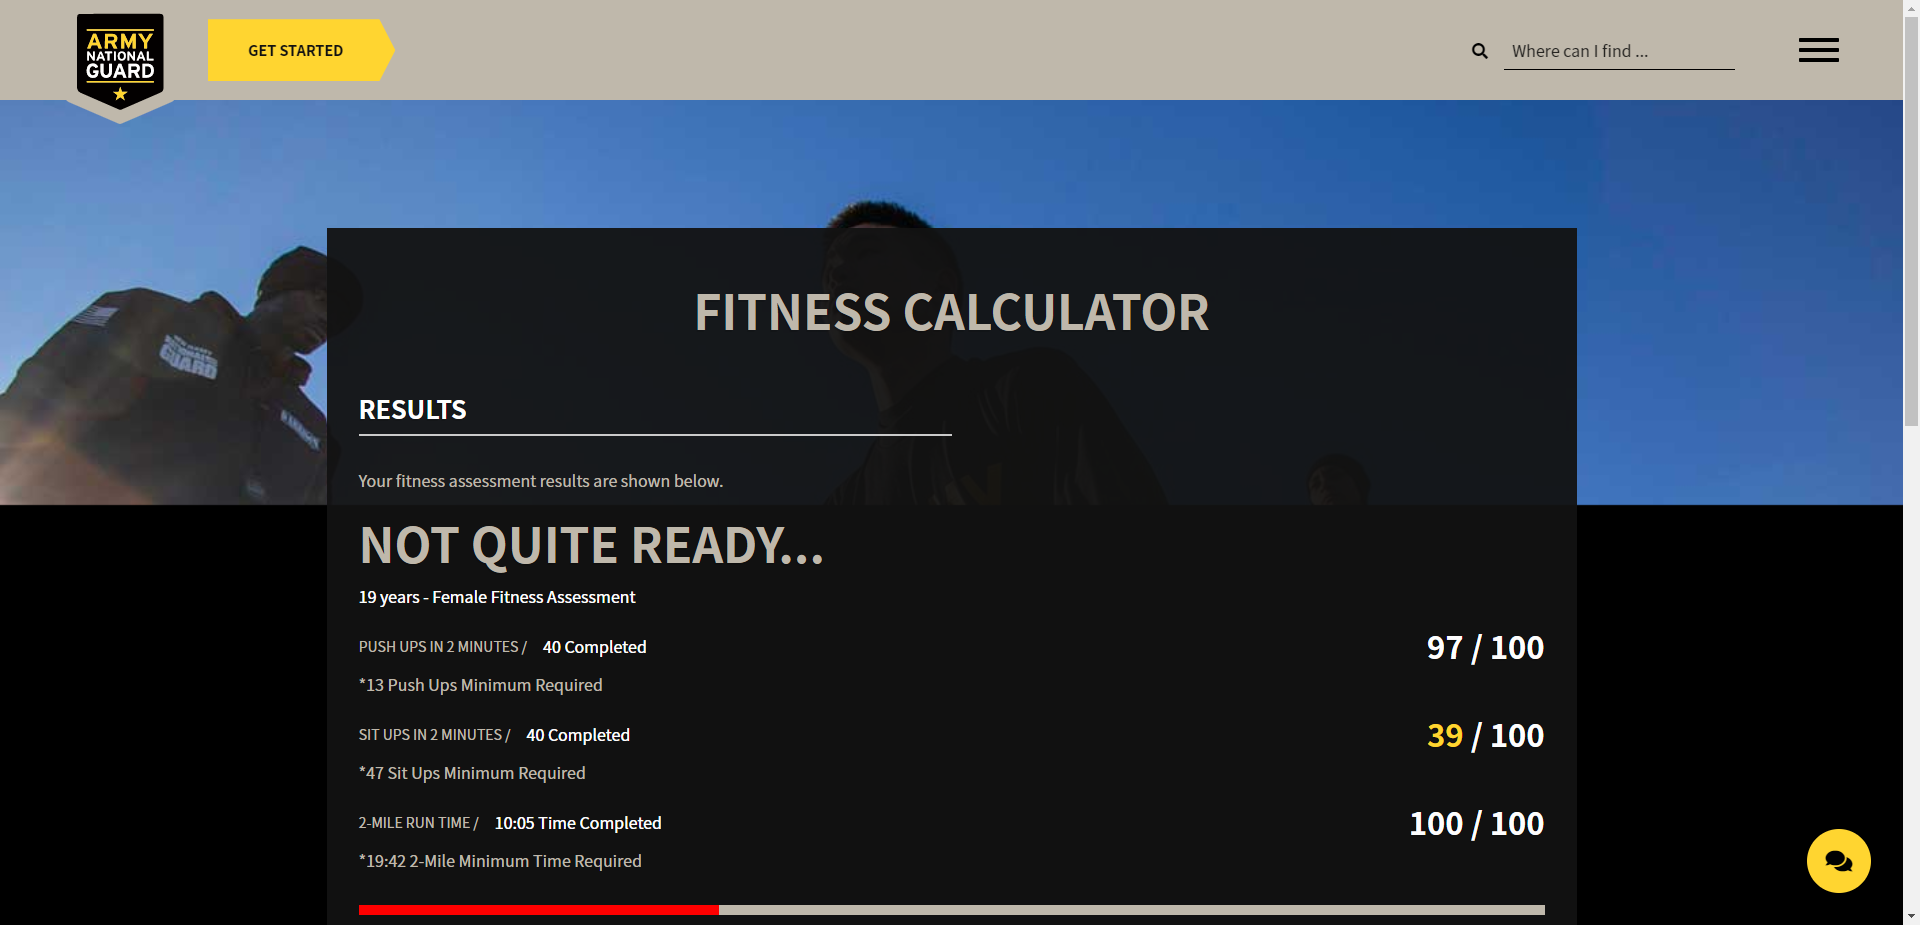 ARMY
NATIONAL
GUARD
GET STARTED
Where can I find ...
GUARD
FITNESS CALCULATOR
RESULTS
Your fitness assessment results are shown below.
NOT QUITE READY...
19 years - Female Fitness Assessment
PUSH UPS IN 2 MINUTES / 40 Completed 97 / 100
*13 Push Ups Minimum Required
SIT UPS IN 2 MINUTES / 40 Completed 39 / 100
*47 Sit Ups Minimum Required
2-MILE RUN TIME / 10:05 Time Completed 100 / 100
*19:42 2-Mile Minimum Time Required